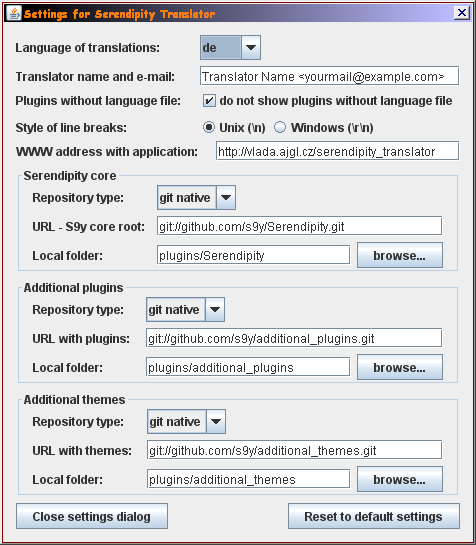 Settings for Serendipity Translator
Language of translations: de
Translator name and e-mail: Translator Name <yourmail@example.com>
Plugins without language file: do not show plugins without language file
Style of line breaks: Unix (\n) Windows (\r\n)
WWW address with application: http://vlada.ajgl.cz/serendipity_translator
Serendipity core
Repository type: git native
URL - S9y core root: git://github.com/s9y/Serendipity.git
Local folder: plugins/Serendipity browse...
Additional plugins
Repository type: git native
URL with plugins: git://github.com/s9y/additional_plugins.git
Local folder: plugins/additional_plugins browse...
Additional themes
Repository type: git native
URL with themes: git://github.com/s9y/additional_themes.git
Local folder: plugins/additional_themes browse...
Close settings dialog Reset to default settings